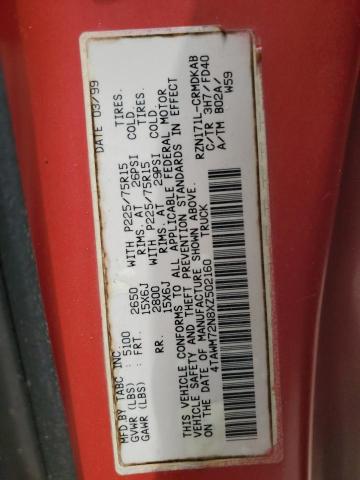 MFD BY TABC INC. DATE 03/99
GVWR (LBS) : 5100
GAWR (LBS) : FRT. 2650 WITH P225/75R15 TIRES.
15X6J RIMS. AT 26PSI COLD.
RR. 2800 WITH P225/75R15 TIRES.
15X6J RIMS. AT 29PSI COLD.
THIS VEHICLE CONFORMS TO ALL APPLICABLE FEDERAL MOTOR
VEHICLE SAFETY AND THEFT PREVENTION STANDARDS IN EFFECT
ON THE DATE OF MANUFACTURE SHOWN ABOVE.
4TAWM72N8XZ502160 TRUCK
RZN171L-CRMDKAB
C/TR 3H7/FD40
A/TM B02A/
W59